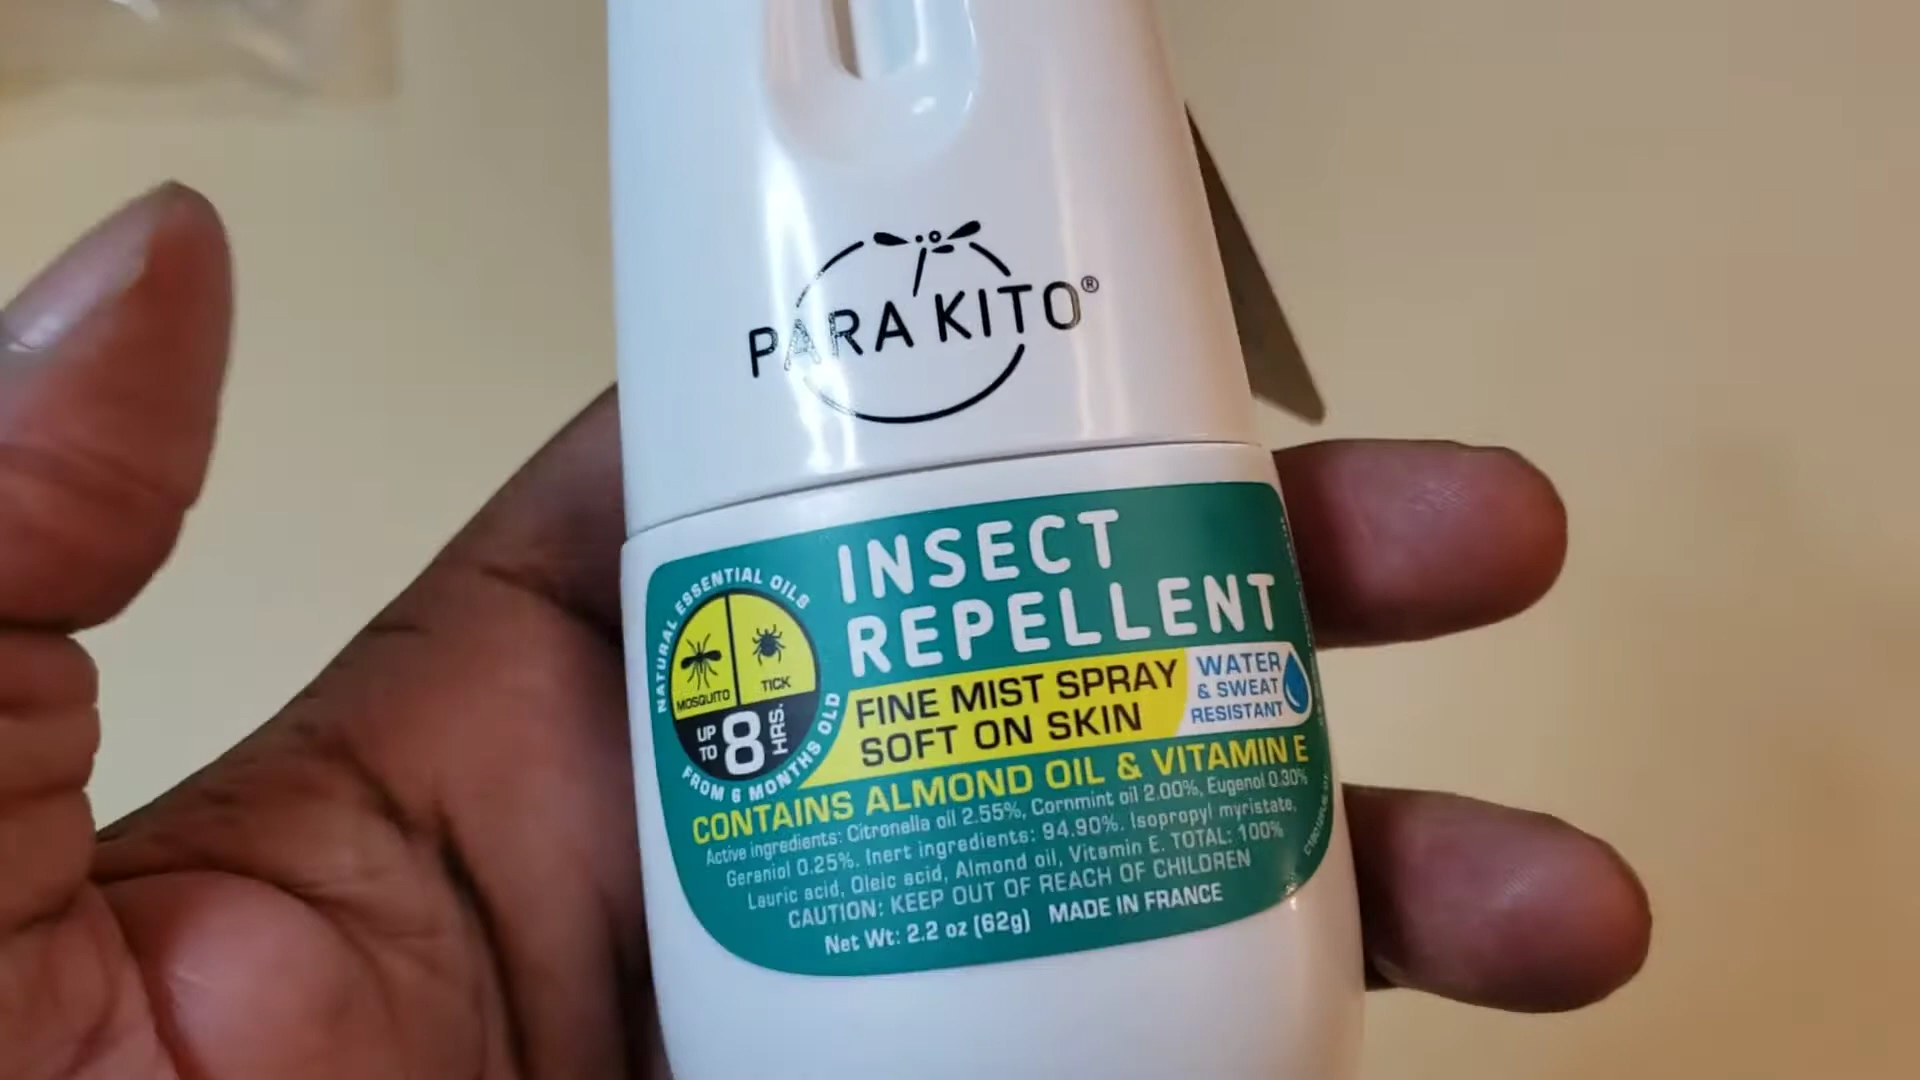 PARA'KITO®
INSECT
REPELLENT
NATURAL ESSENTIAL OILS
MOSQUITO
TICK
UP TO 8 HRS.
FROM 6 MONTHS OLD
FINE MIST SPRAY
SOFT ON SKIN
WATER
& SWEAT
RESISTANT
CONTAINS ALMOND OIL & VITAMIN E
Active ingredients: Citronella oil 2.55%, Cornmint oil 2.00%, Eugenol 0.30%
Geraniol 0.25%. Inert ingredients: 94.90%. Isopropyl myristate,
Lauric acid, Oleic acid, Almond oil, Vitamin E. TOTAL: 100%
CAUTION: KEEP OUT OF REACH OF CHILDREN
Net Wt: 2.2 oz (62g) MADE IN FRANCE